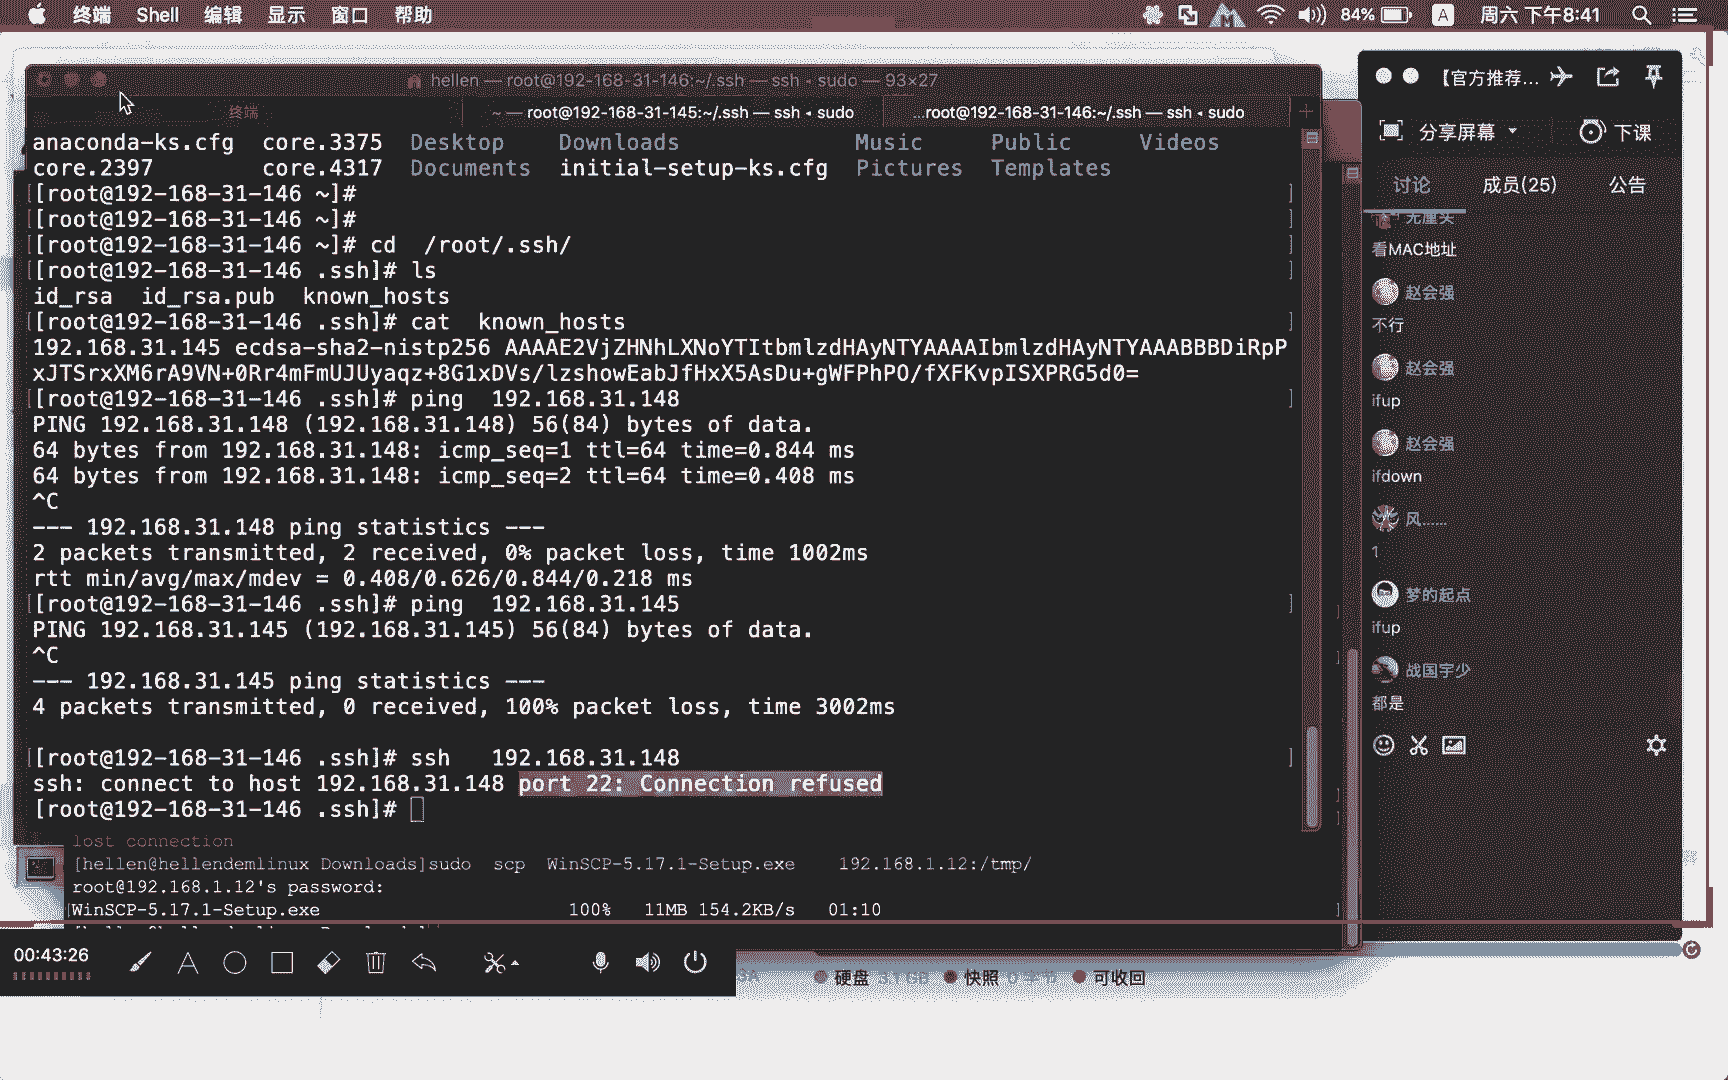 终端 Shell 编辑 显示 窗口 帮助 84% A 周六 下午8:41
hellen — root@192-168-31-146:~/.ssh — ssh ◂ sudo — 93×27
终端 ~ — root@192-168-31-145:~/.ssh — ssh ◂ sudo ...root@192-168-31-146:~/.ssh — ssh ◂ sudo
anaconda-ks.cfg core.3375 Desktop Downloads Music Public Videos
core.2397 core.4317 Documents initial-setup-ks.cfg Pictures Templates
[[root@192-168-31-146 ~]# ]
[[root@192-168-31-146 ~]# ]
[[root@192-168-31-146 ~]# cd /root/.ssh/ ]
[[root@192-168-31-146 .ssh]# ls ]
id_rsa id_rsa.pub known_hosts
[[root@192-168-31-146 .ssh]# cat known_hosts ]
192.168.31.145 ecdsa-sha2-nistp256 AAAAE2VjZHNhLXNoYTItbmlzdHAyNTYAAAAIbmlzdHAyNTYAAABBBDiRpP
xJTSrxXM6rA9VN+0Rr4mFmUJUyaqz+8G1xDVs/lzshowEabJfHxX5AsDu+gWFPhPO/fXFKvpISXPRG5d0=
[[root@192-168-31-146 .ssh]# ping 192.168.31.148 ]
PING 192.168.31.148 (192.168.31.148) 56(84) bytes of data.
64 bytes from 192.168.31.148: icmp_seq=1 ttl=64 time=0.844 ms
64 bytes from 192.168.31.148: icmp_seq=2 ttl=64 time=0.408 ms
^C
--- 192.168.31.148 ping statistics ---
2 packets transmitted, 2 received, 0% packet loss, time 1002ms
rtt min/avg/max/mdev = 0.408/0.626/0.844/0.218 ms
[[root@192-168-31-146 .ssh]# ping 192.168.31.145 ]
PING 192.168.31.145 (192.168.31.145) 56(84) bytes of data.
^C
--- 192.168.31.145 ping statistics ---
4 packets transmitted, 0 received, 100% packet loss, time 3002ms
[[root@192-168-31-146 .ssh]# ssh 192.168.31.148 ]
ssh: connect to host 192.168.31.148 port 22: Connection refused
[root@192-168-31-146 .ssh]#
lost connection
[hellen@hellendemlinux Downloads]sudo scp WinSCP-5.17.1-Setup.exe 192.168.1.12:/tmp/
root@192.168.1.12's password:
WinSCP-5.17.1-Setup.exe 100% 11MB 154.2KB/s 01:10
00:43:26
硬盘 快照 可收回
【官方推荐...
分享屏幕 下课
讨论 成员(25) 公告
无厘头
看MAC地址
赵会强
不行
赵会强
ifup
赵会强
ifdown
风......
1
梦的起点
ifup
战国宇少
都是